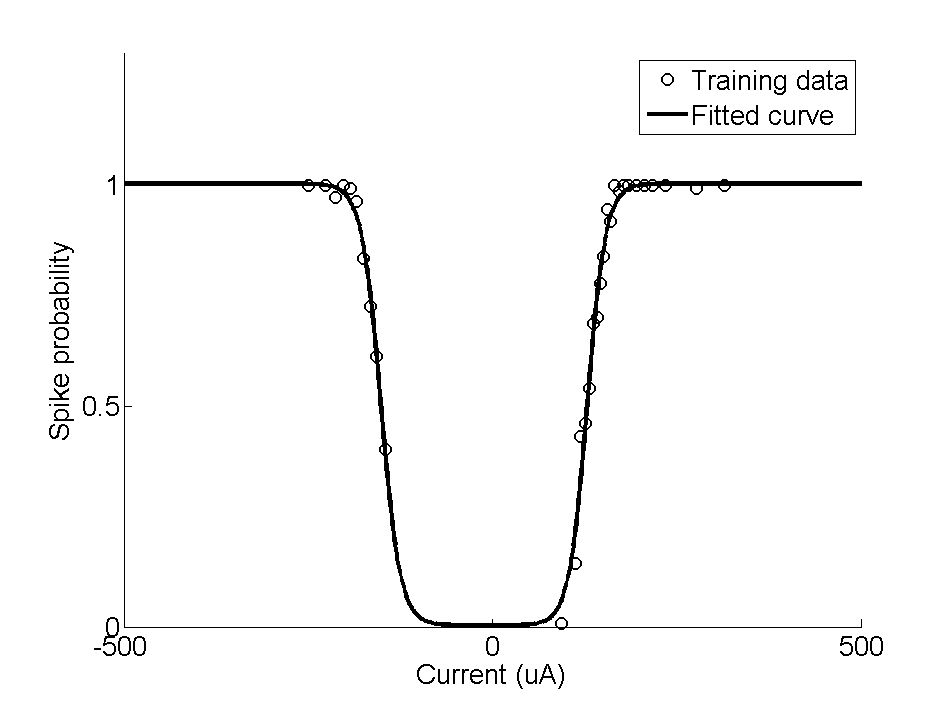 Training data
Fitted curve
1
0.5
0
Spike probability
-500
0
500
Current (uA)